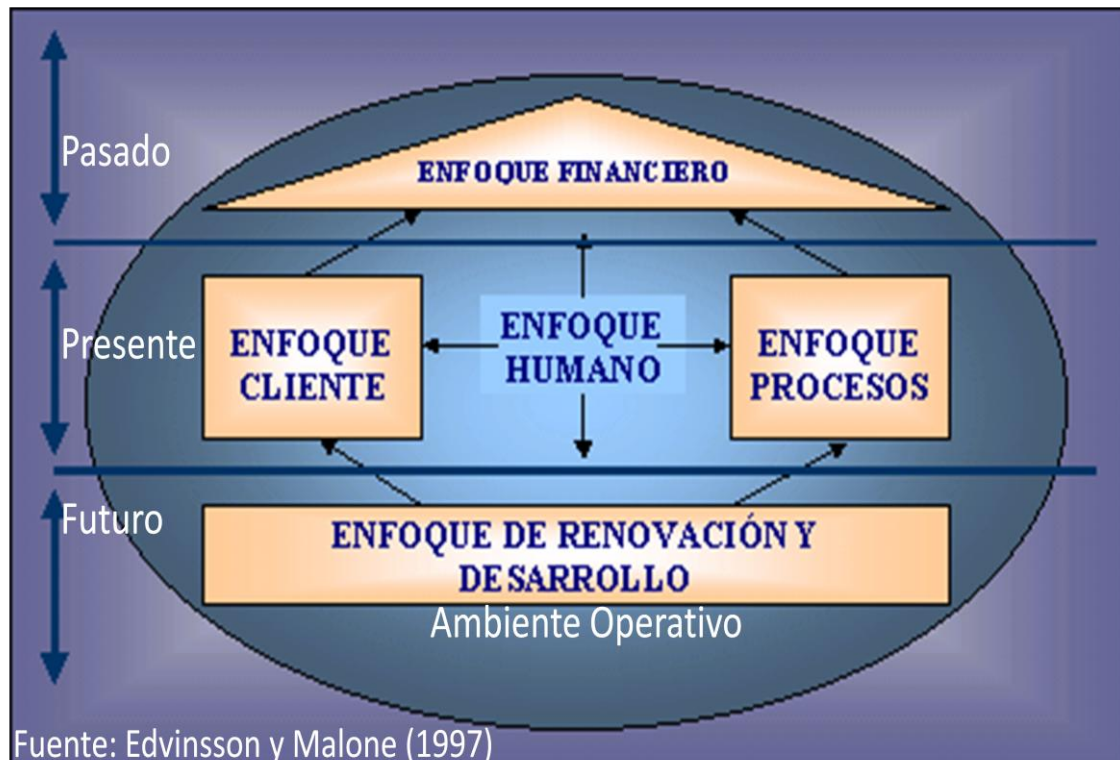 Pasado
ENFOQUE FINANCIERO
Presente
ENFOQUE
CLIENTE
ENFOQUE
HUMANO
ENFOQUE
PROCESOS
Futuro
ENFOQUE DE RENOVACIÓN Y
DESARROLLO
Ambiente Operativo
Fuente: Edvinsson y Malone (1997)